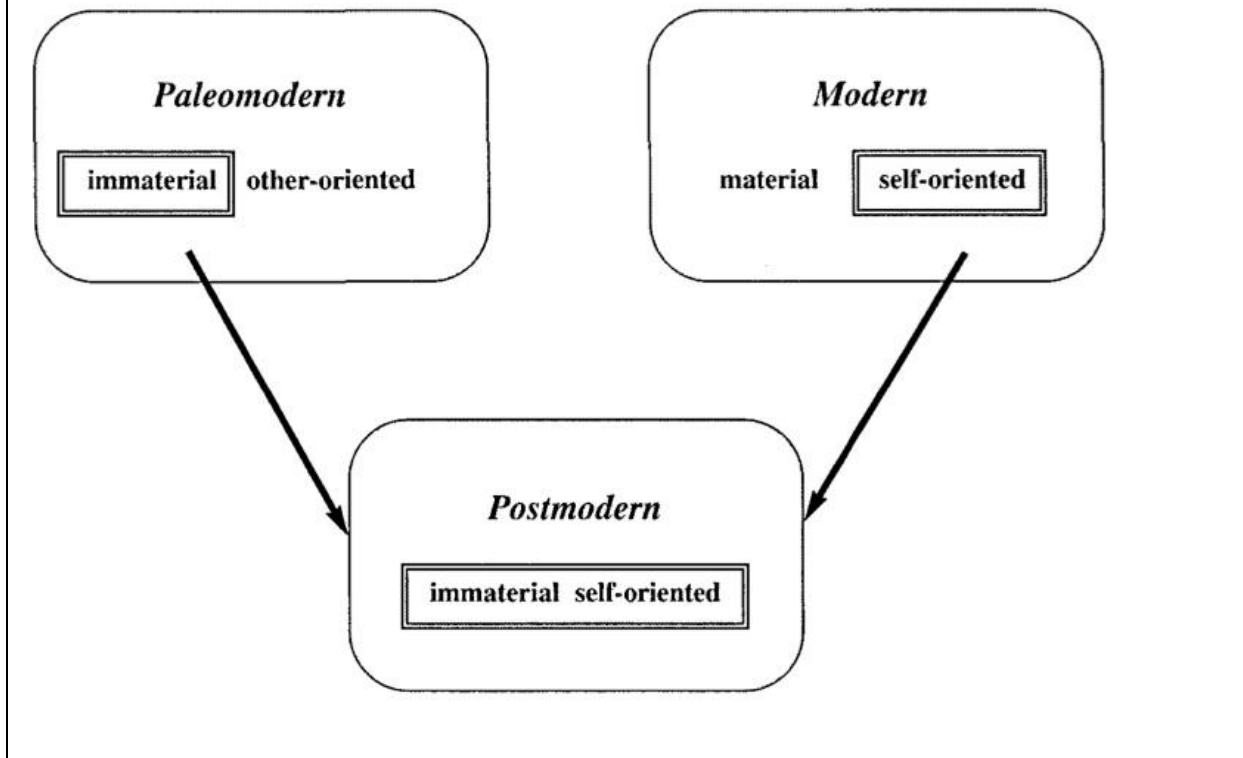 Paleomodern
immaterial other-oriented
Modern
material self-oriented
Postmodern
immaterial self-oriented